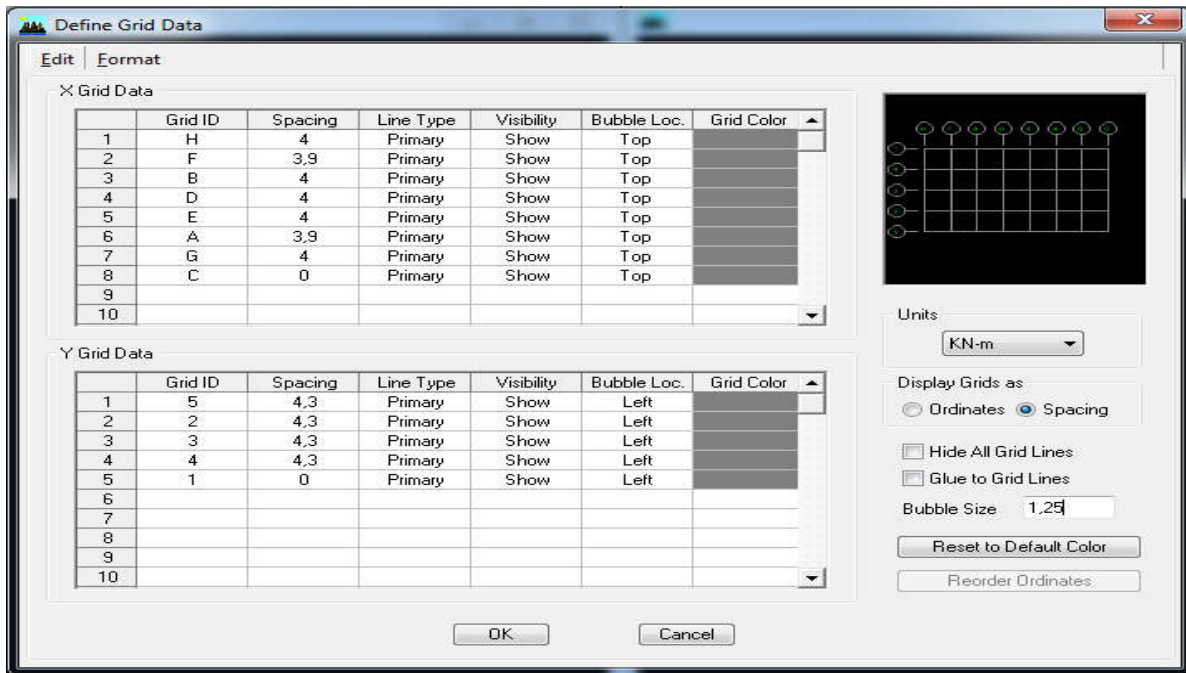 Define Grid Data
Edit Format
X Grid Data
Grid ID Spacing Line Type Visibility Bubble Loc. Grid Color
1 H 4 Primary Show Top
2 F 3,9 Primary Show Top
3 B 4 Primary Show Top
4 D 4 Primary Show Top
5 E 4 Primary Show Top
6 A 3,9 Primary Show Top
7 G 4 Primary Show Top
8 C 0 Primary Show Top
9
10
Y Grid Data
Grid ID Spacing Line Type Visibility Bubble Loc. Grid Color
1 5 4,3 Primary Show Left
2 2 4,3 Primary Show Left
3 3 4,3 Primary Show Left
4 4 4,3 Primary Show Left
5 1 0 Primary Show Left
6
7
8
9
10
Units
KN-m
Display Grids as
Ordinates Spacing
Hide All Grid Lines
Glue to Grid Lines
Bubble Size 1,25
Reset to Default Color
Reorder Ordinates
OK Cancel